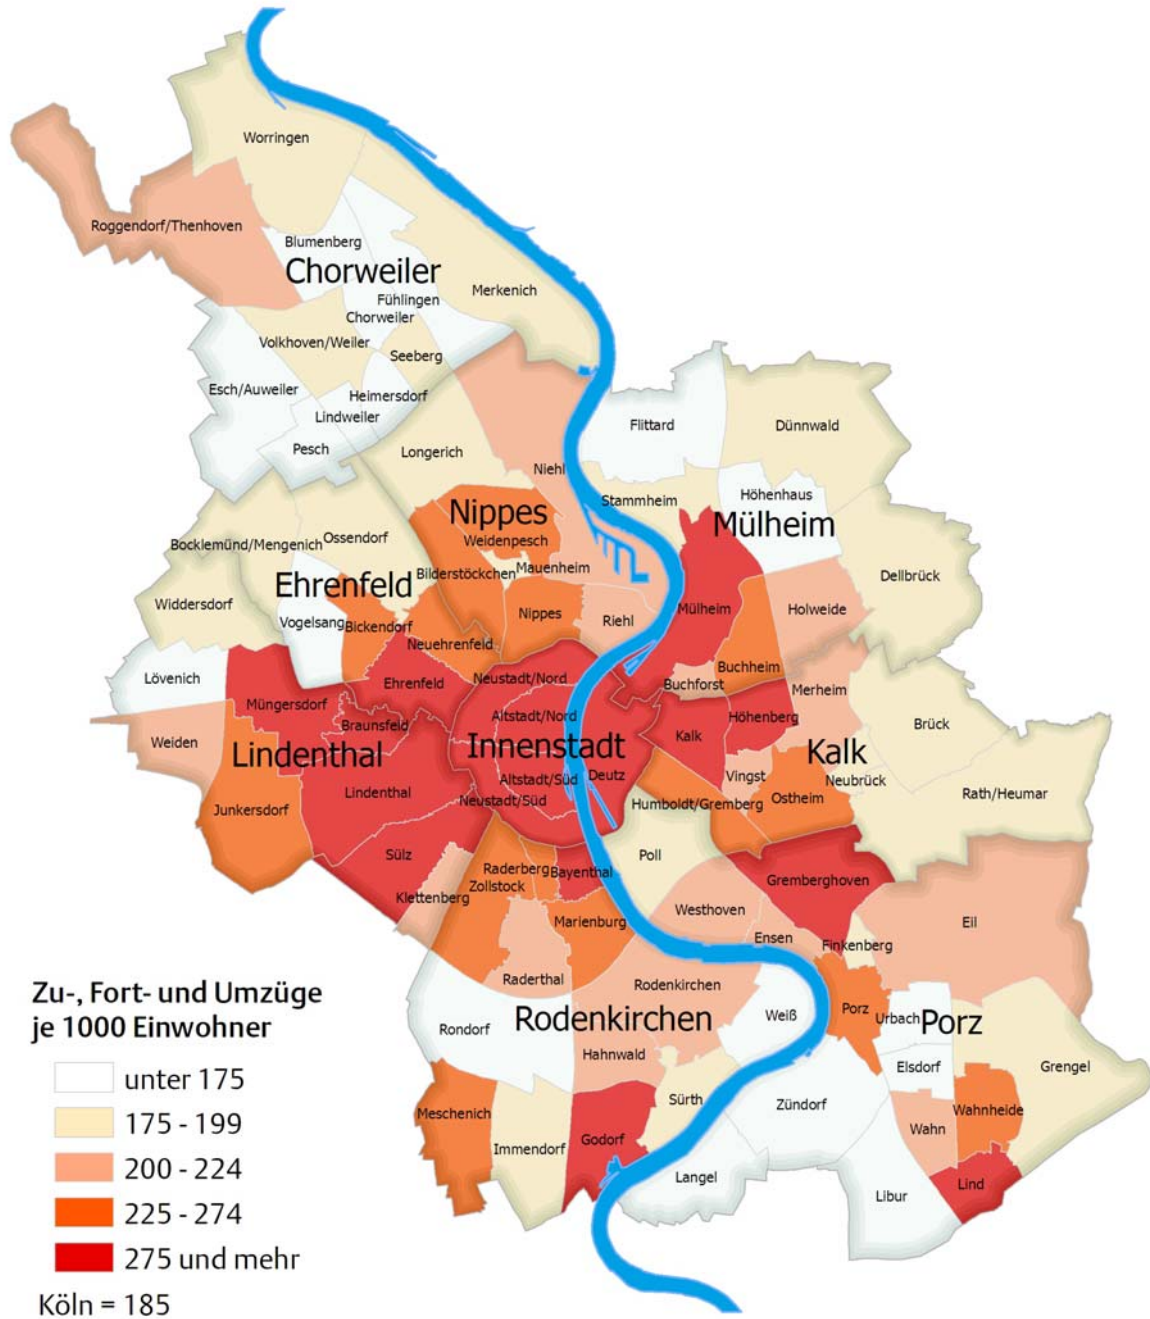 Worringen
Roggendorf/Thenhoven
Blumenberg
Chorweiler
Merkenich
Fühlingen
Chorweiler
Volkhoven/Weiler
Seeberg
Esch/Auweiler
Heimersdorf
Lindweiler
Pesch
Flittard
Dünnwald
Longerich
Niehl
Stammheim
Höhenhaus
Nippes
Mülheim
Weidenpesch
Ossendorf
Bocklemünd/Mengenich
Mauenheim
Bilderstöckchen
Dellbrück
Ehrenfeld
Widdersdorf
Vogelsang
Bickendorf
Nippes
Riehl
Mülheim
Holweide
Neuehrenfeld
Buchheim
Lövenich
Ehrenfeld
Neustadt/Nord
Buchforst
Merheim
Müngersdorf
Altstadt/Nord
Höhenberg
Brück
Braunsfeld
Kalk
Weiden
Lindenthal
Innenstadt
Kalk
Altstadt/Süd
Deutz
Vingst
Neubrück
Lindenthal
Neustadt/Süd
Humboldt/Gremberg
Ostheim
Rath/Heumar
Junkersdorf
Sülz
Poll
Raderberg
Bayenthal
Zollstock
Gremberghoven
Klettenberg
Westhoven
Marienburg
Eil
Ensen
Finkenberg
Raderthal
Rodenkirchen
Rondorf
Rodenkirchen
Weiß
Porz
Urbach
Porz
Hahnwald
Elsdorf
Grengel
Sürth
Zündorf
Meschenich
Wahnheide
Wahn
Godorf
Immendorf
Langel
Libur
Lind
Zu-, Fort- und Umzüge
je 1000 Einwohner
unter 175
175 - 199
200 - 224
225 - 274
275 und mehr
Köln = 185